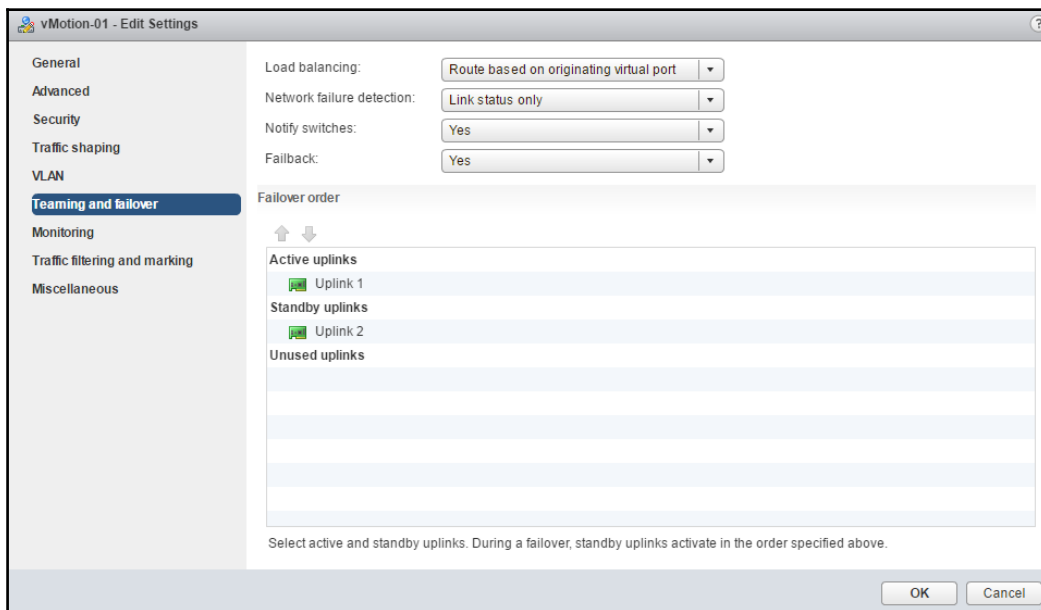 vMotion-01 - Edit Settings ?
General
Advanced
Security
Traffic shaping
VLAN
Teaming and failover
Monitoring
Traffic filtering and marking
Miscellaneous
Load balancing: Route based on originating virtual port
Network failure detection: Link status only
Notify switches: Yes
Failback: Yes
Failover order
Active uplinks
Uplink 1
Standby uplinks
Uplink 2
Unused uplinks
Select active and standby uplinks. During a failover, standby uplinks activate in the order specified above.
OK Cancel